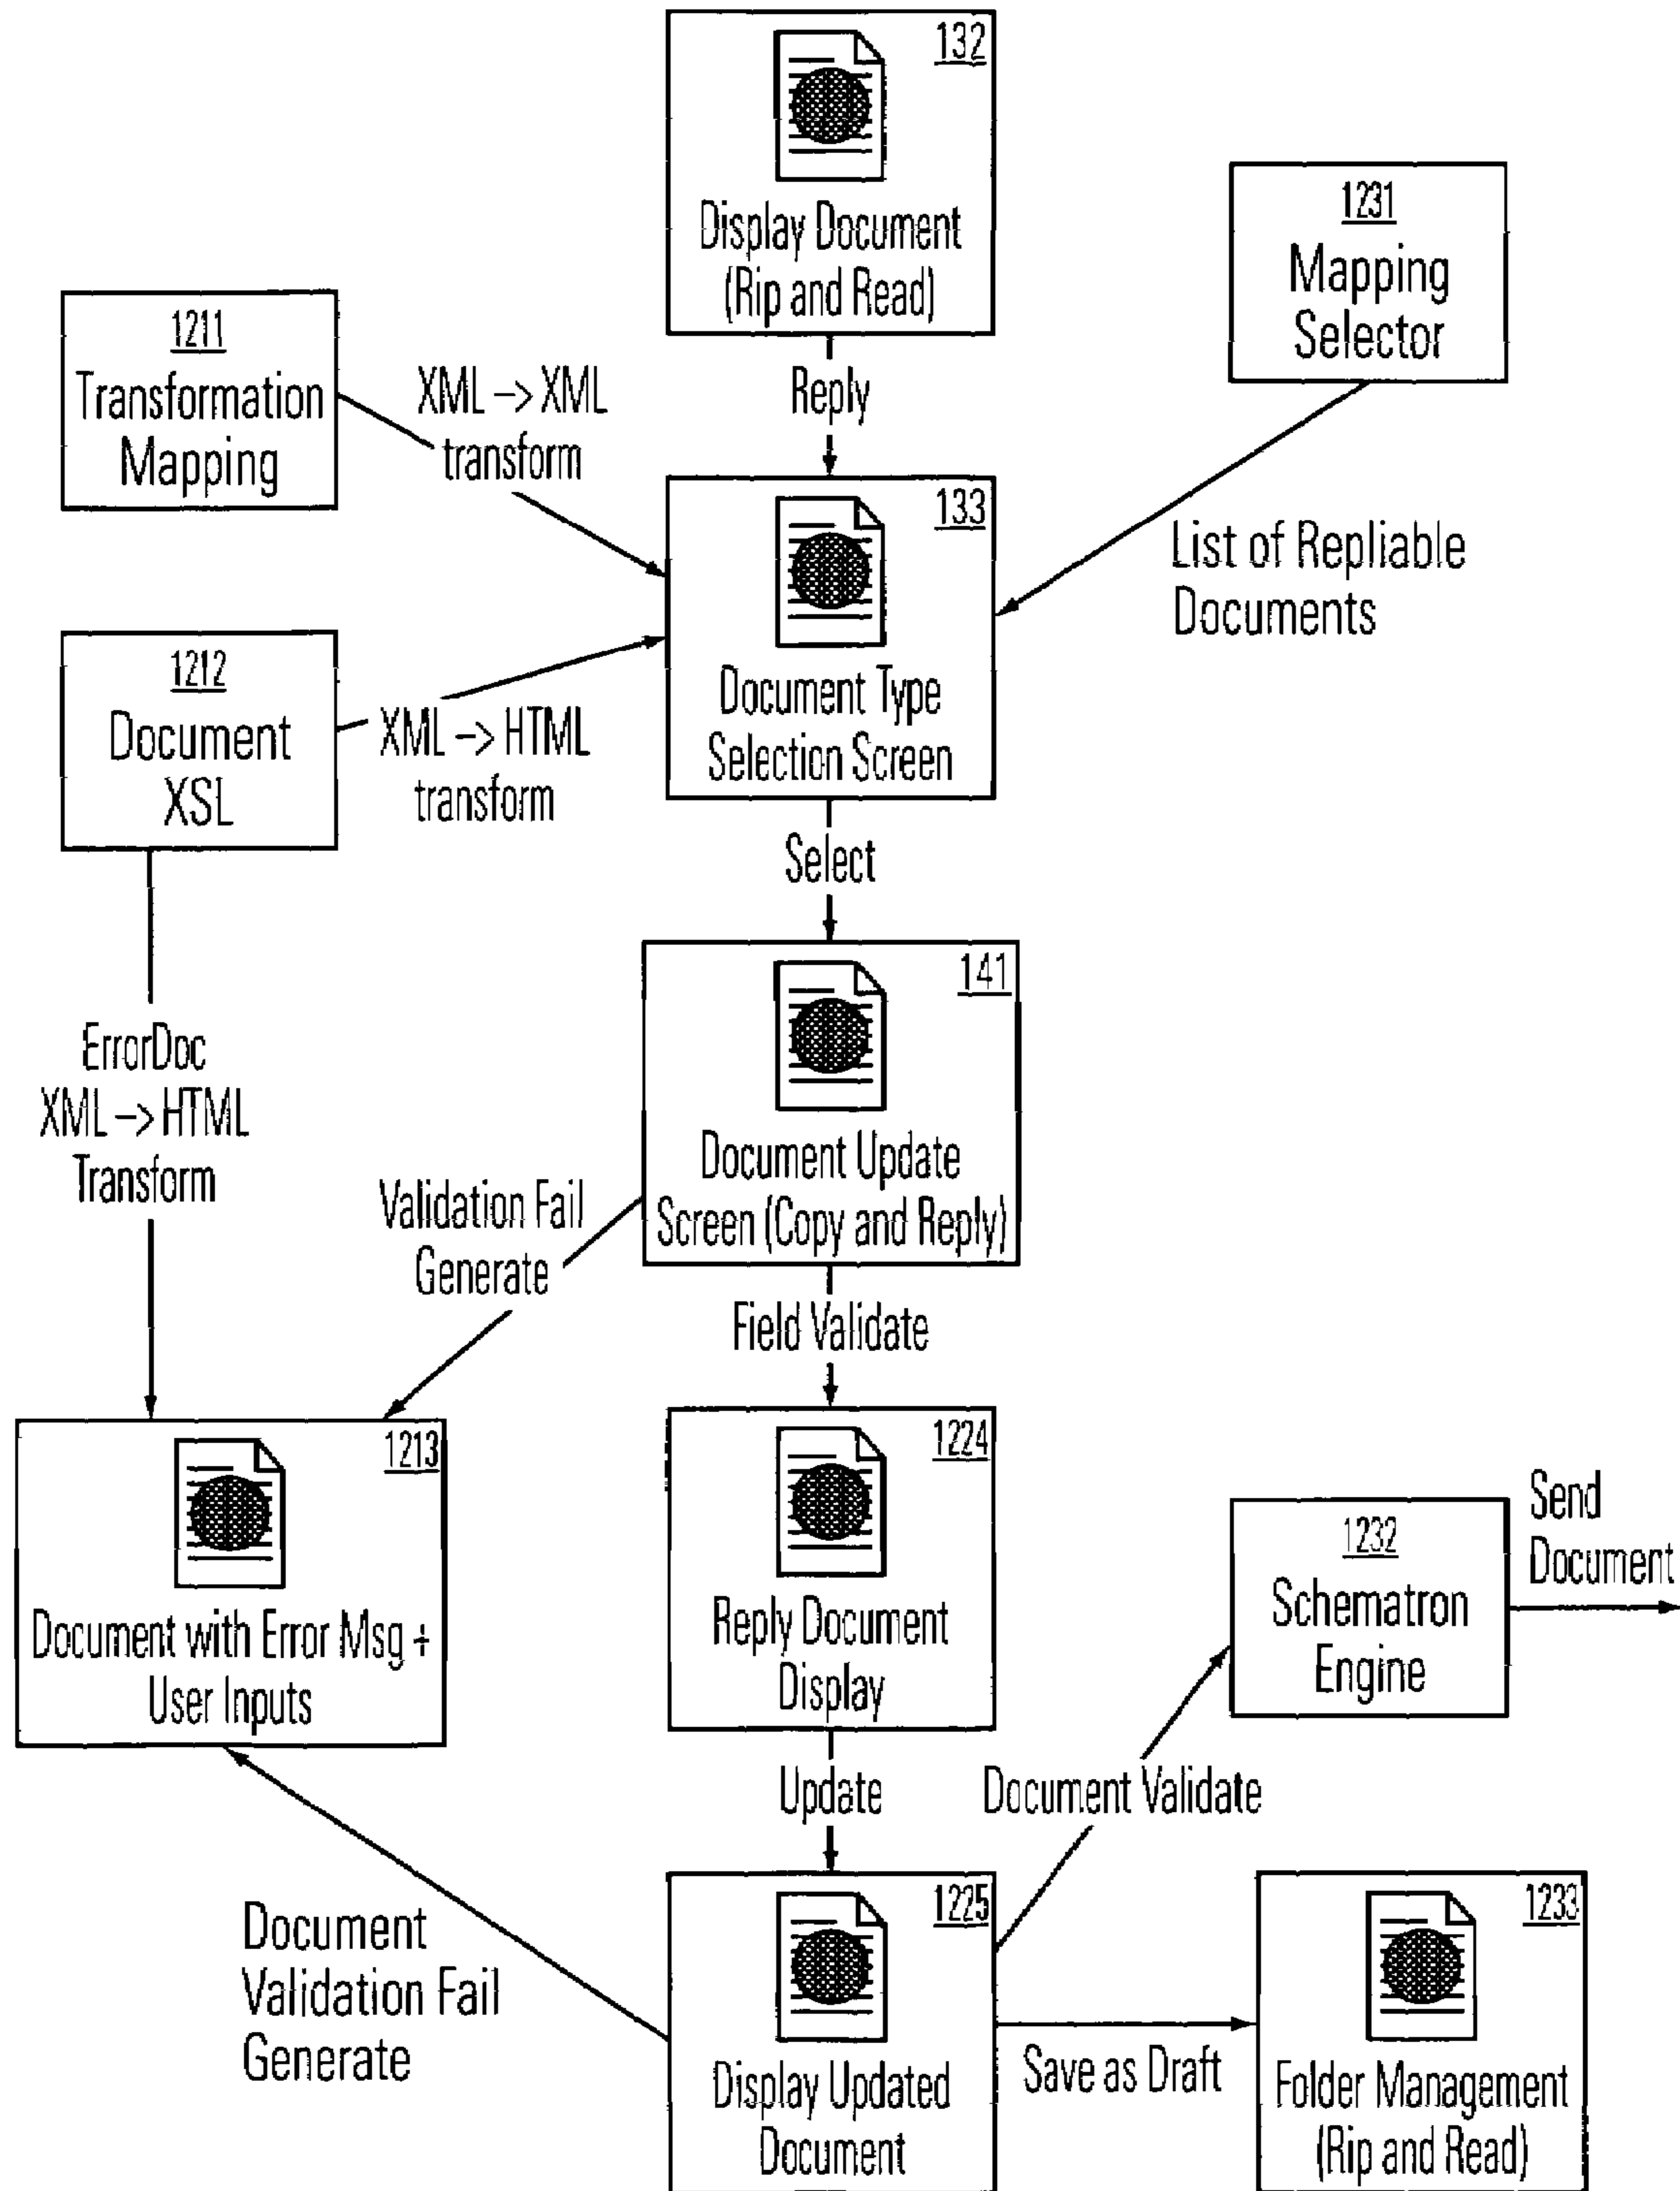 132
Display Document
(Rip and Read)
1231
Mapping
Selector
1211
Transformation
Mapping
XML -> XML
transform
Reply
133
Document Type
Selection Screen
List of Repliable
Documents
1212
Document
XSL
XML -> HTML
transform
Select
141
Document Update
Screen (Copy and Reply)
ErrorDoc
XML -> HTML
Transform
Validation Fail
Generate
Field Validate
1213
Document with Error Msg +
User Inputs
1224
Reply Document
Display
1232
Schematron
Engine
Send
Document
Update
Document Validate
Document
Validation Fail
Generate
1225
Display Updated
Document
Save as Draft
1233
Folder Management
(Rip and Read)